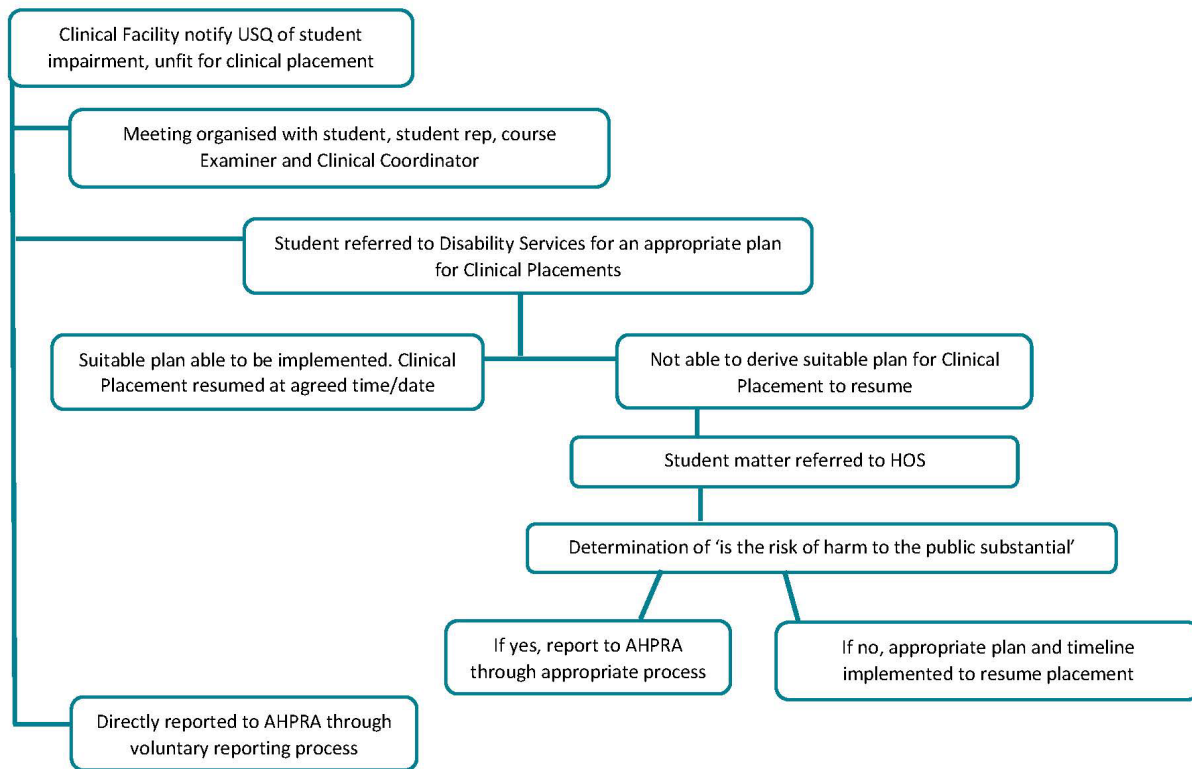 Clinical Facility notify USQ of student
impairment, unfit for clinical placement
Meeting organised with student, student rep, course
Examiner and Clinical Coordinator
Student referred to Disability Services for an appropriate plan
for Clinical Placements
Suitable plan able to be implemented. Clinical
Placement resumed at agreed time/date
Not able to derive suitable plan for Clinical
Placement to resume
Student matter referred to HOS
Determination of ‘is the risk of harm to the public substantial’
If yes, report to AHPRA
through appropriate process
If no, appropriate plan and timeline
implemented to resume placement
Directly reported to AHPRA through
voluntary reporting process